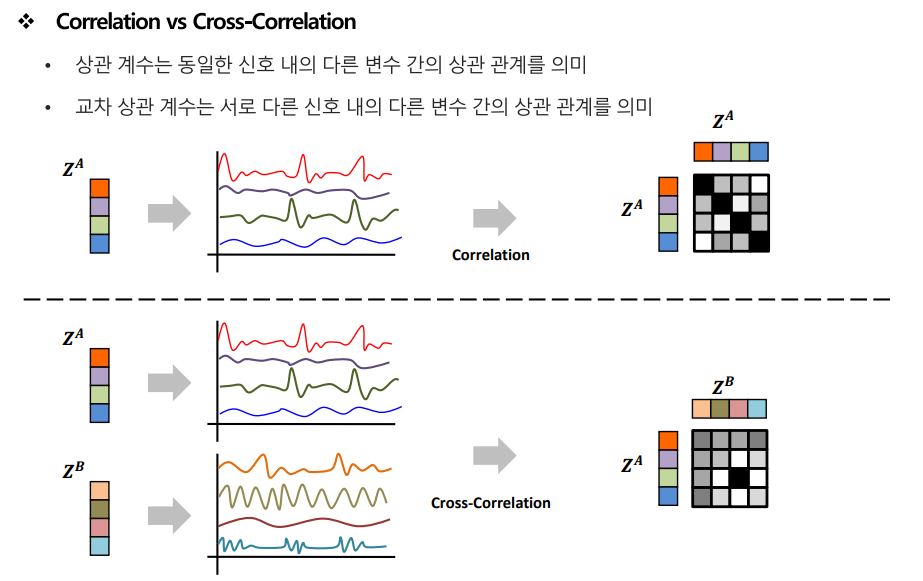 ❖ Correlation vs Cross-Correlation
• 상관 계수는 동일한 신호 내의 다른 변수 간의 상관 관계를 의미
• 교차 상관 계수는 서로 다른 신호 내의 다른 변수 간의 상관 관계를 의미
Z^A
Z^A
Z^A
Correlation
Z^A
Z^B
Z^A
Z^B
Cross-Correlation